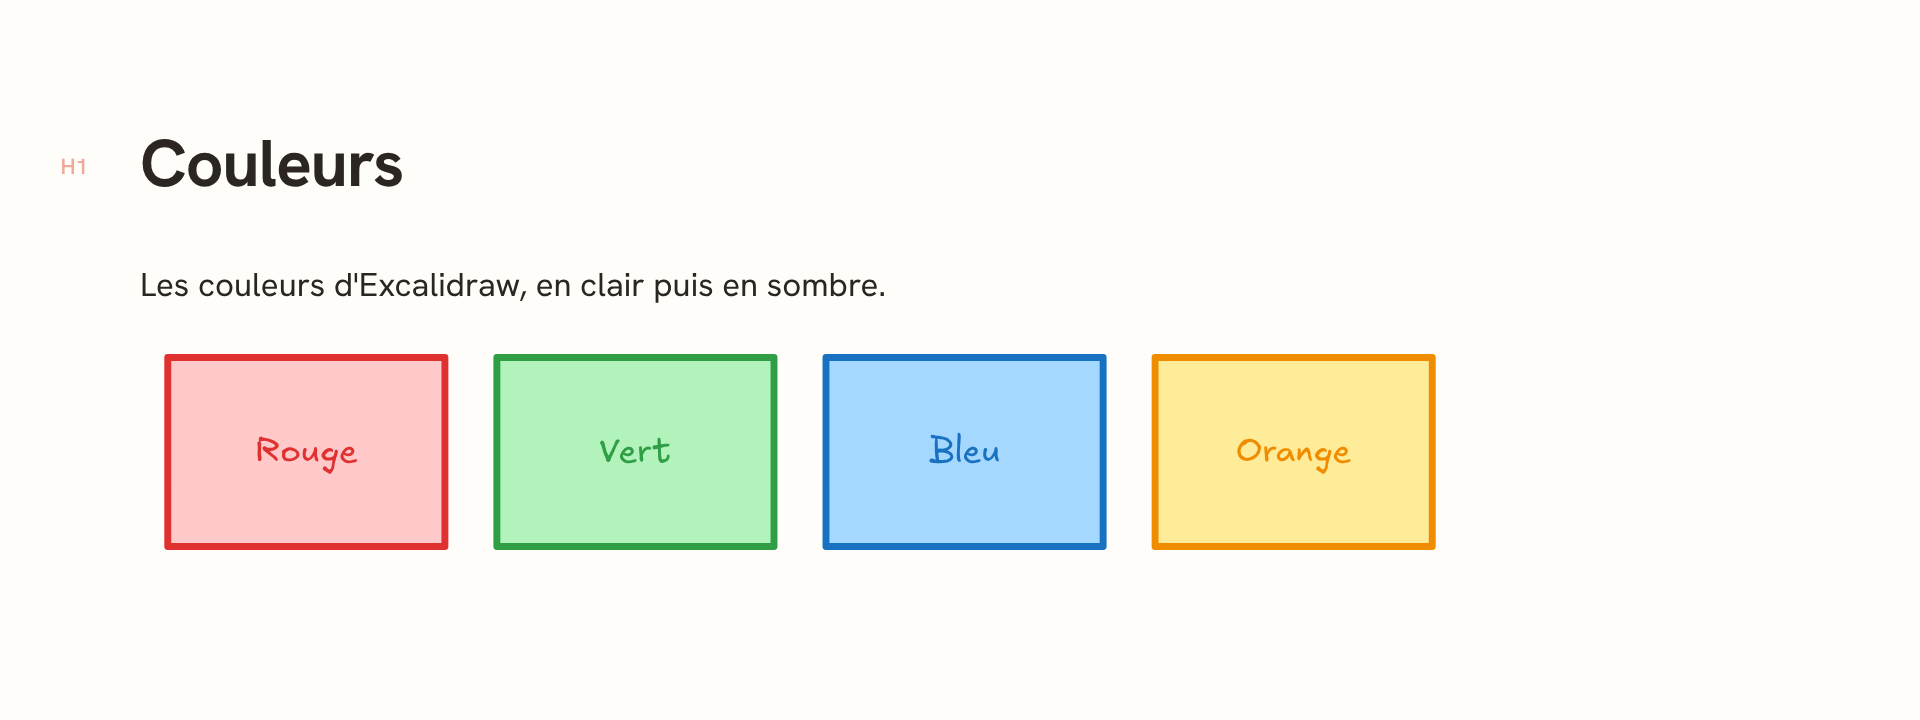 H1
Couleurs
Les couleurs d'Excalidraw, en clair puis en sombre.
Rouge
Vert
Bleu
Orange